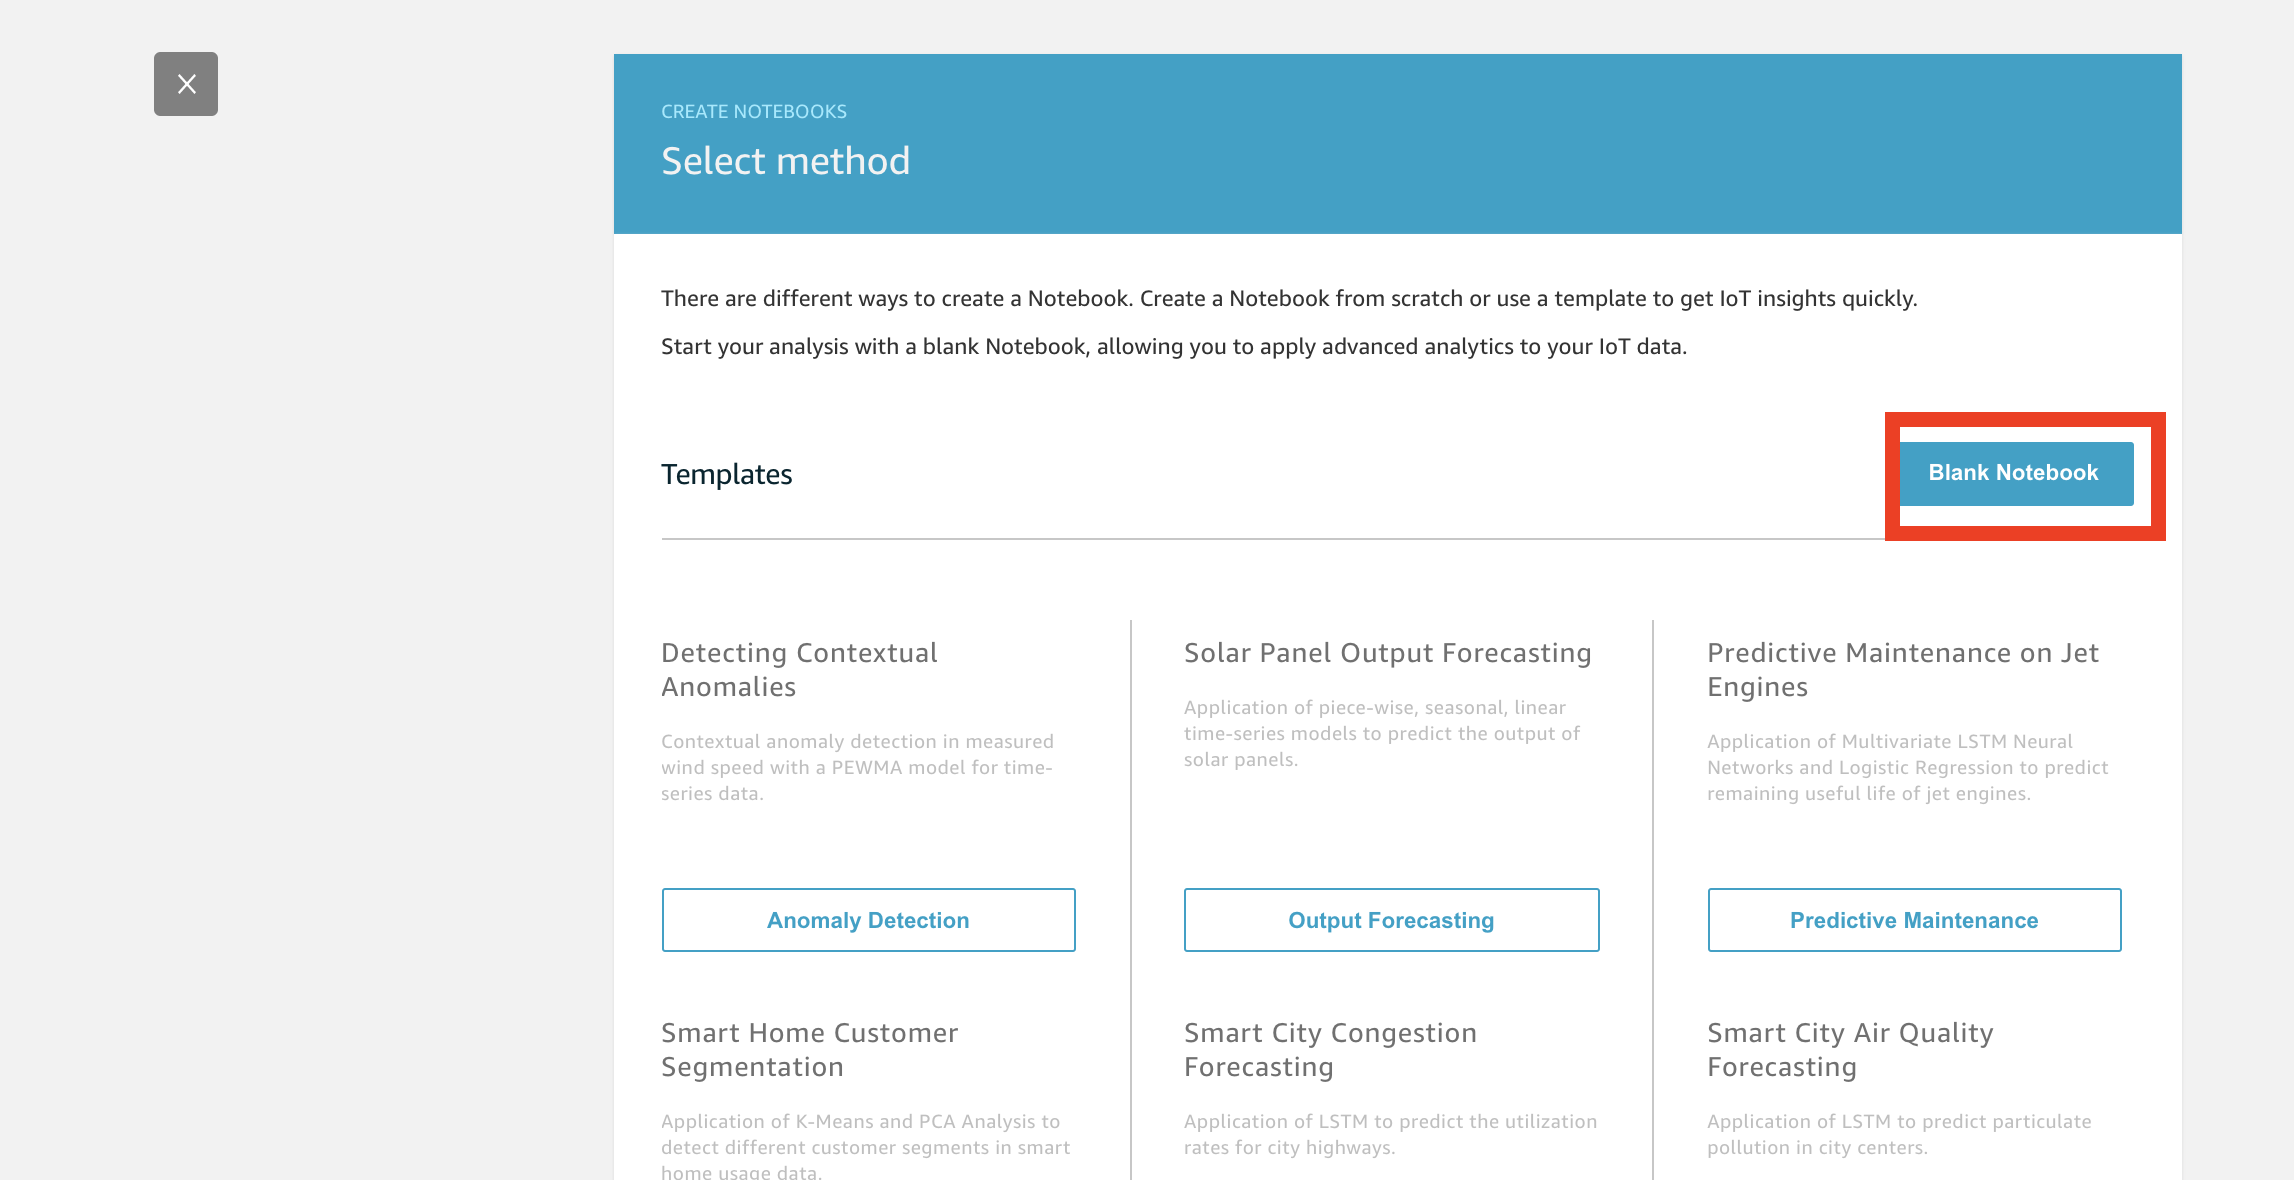 CREATE NOTEBOOKS
Select method
There are different ways to create a Notebook. Create a Notebook from scratch or use a template to get IoT insights quickly.
Start your analysis with a blank Notebook, allowing you to apply advanced analytics to your IoT data.
Templates
Blank Notebook
Detecting Contextual
Anomalies
Contextual anomaly detection in measured
wind speed with a PEWMA model for time-
series data.
Anomaly Detection
Solar Panel Output Forecasting
Application of piece-wise, seasonal, linear
time-series models to predict the output of
solar panels.
Output Forecasting
Predictive Maintenance on Jet
Engines
Application of Multivariate LSTM Neural
Networks and Logistic Regression to predict
remaining useful life of jet engines.
Predictive Maintenance
Smart Home Customer
Segmentation
Application of K-Means and PCA Analysis to
detect different customer segments in smart
home usage data.
Smart City Congestion
Forecasting
Application of LSTM to predict the utilization
rates for city highways.
Smart City Air Quality
Forecasting
Application of LSTM to predict particulate
pollution in city centers.